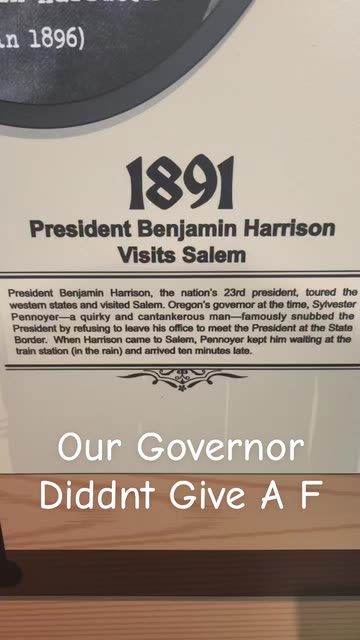 in 1896)
1891
President Benjamin Harrison
Visits Salem
President Benjamin Harrison, the nation's 23rd president, toured the
western states and visited Salem. Oregon's governor at the time, Sylvester
Pennoyer—a quirky and cantankerous man—famously snubbed the
President by refusing to leave his office to meet the President at the State
Border. When Harrison came to Salem, Pennoyer kept him waiting at the
train station (in the rain) and arrived ten minutes late.
Our Governor
Diddnt Give A F